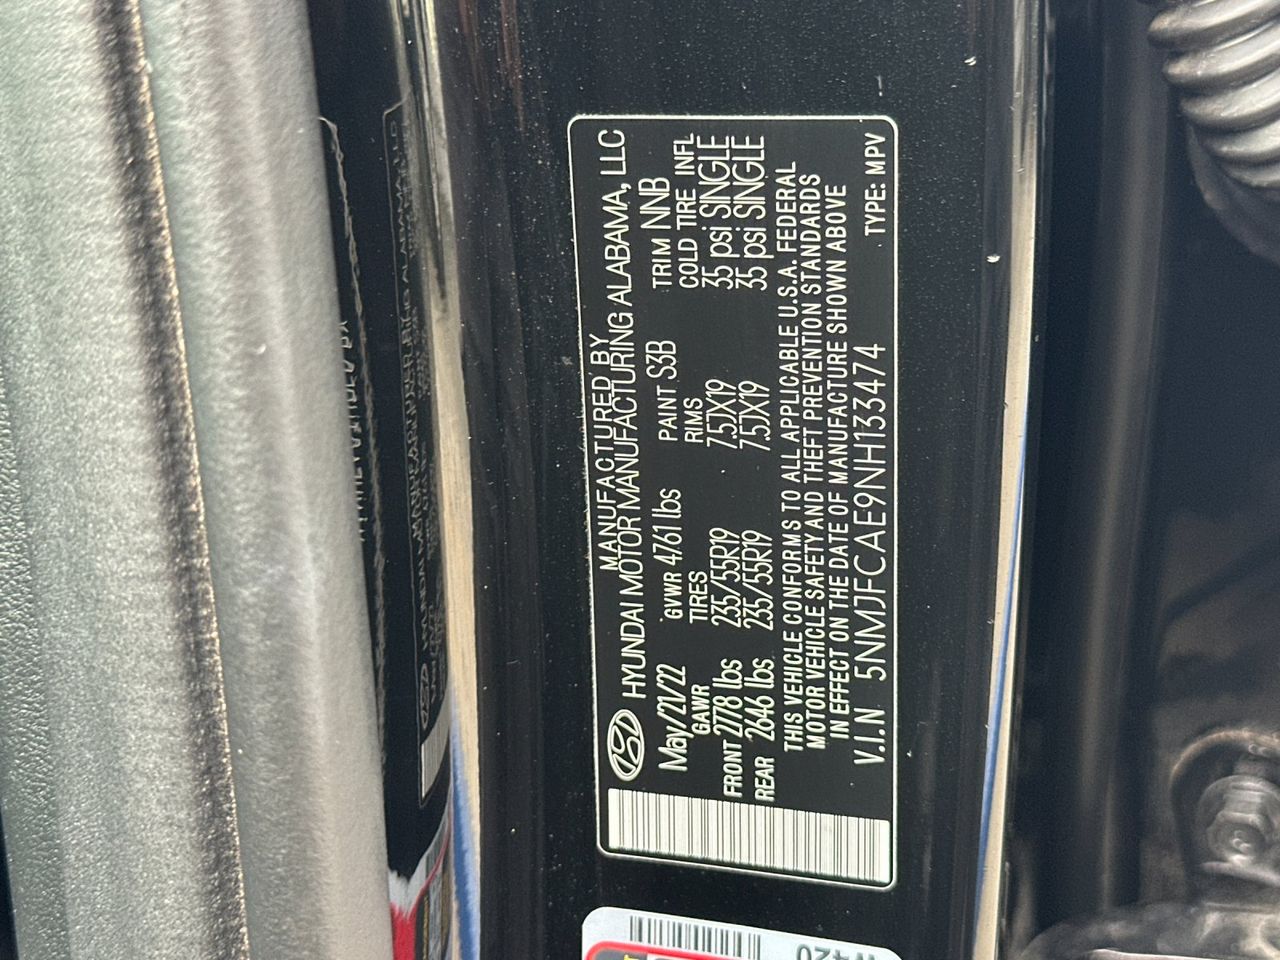 MANUFACTURED BY
HYUNDAI MOTOR MANUFACTURING ALABAMA, LLC
May/21/22 GVWR 4761 lbs PAINT S3B TRIM NNB
GAWR TIRES RIMS COLD TIRE INFL
FRONT 2778 lbs 235/55R19 7.5JX19 35 psi SINGLE
REAR 2646 lbs 235/55R19 7.5JX19 35 psi SINGLE
THIS VEHICLE CONFORMS TO ALL APPLICABLE U.S.A. FEDERAL
MOTOR VEHICLE SAFETY AND THEFT PREVENTION STANDARDS
IN EFFECT ON THE DATE OF MANUFACTURE SHOWN ABOVE
V.I.N 5NMJFCAE9NH133474 TYPE: MPV